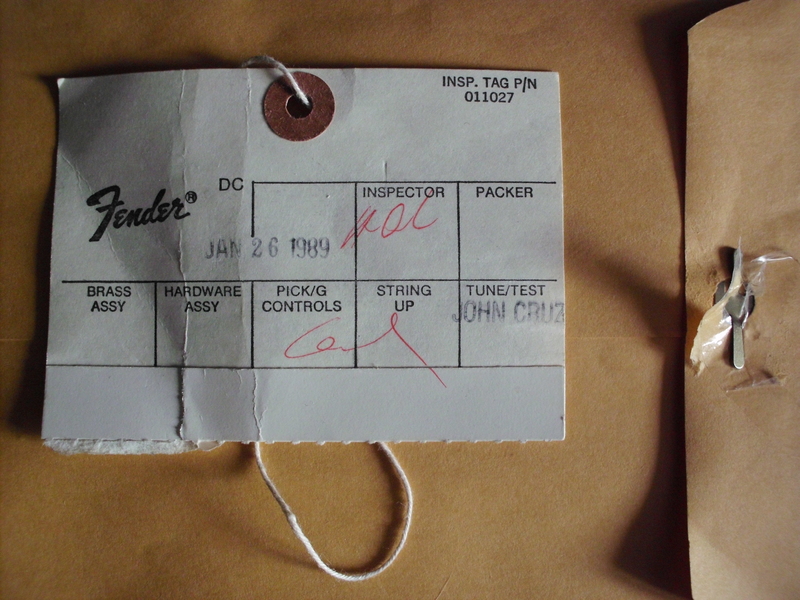 INSP. TAG P/N
011027
DC
Fender®
JAN 26 1989
INSPECTOR
PACKER
BRASS
ASSY
HARDWARE
ASSY
PICK/G
CONTROLS
STRING
UP
TUNE/TEST
JOHN CRUZ